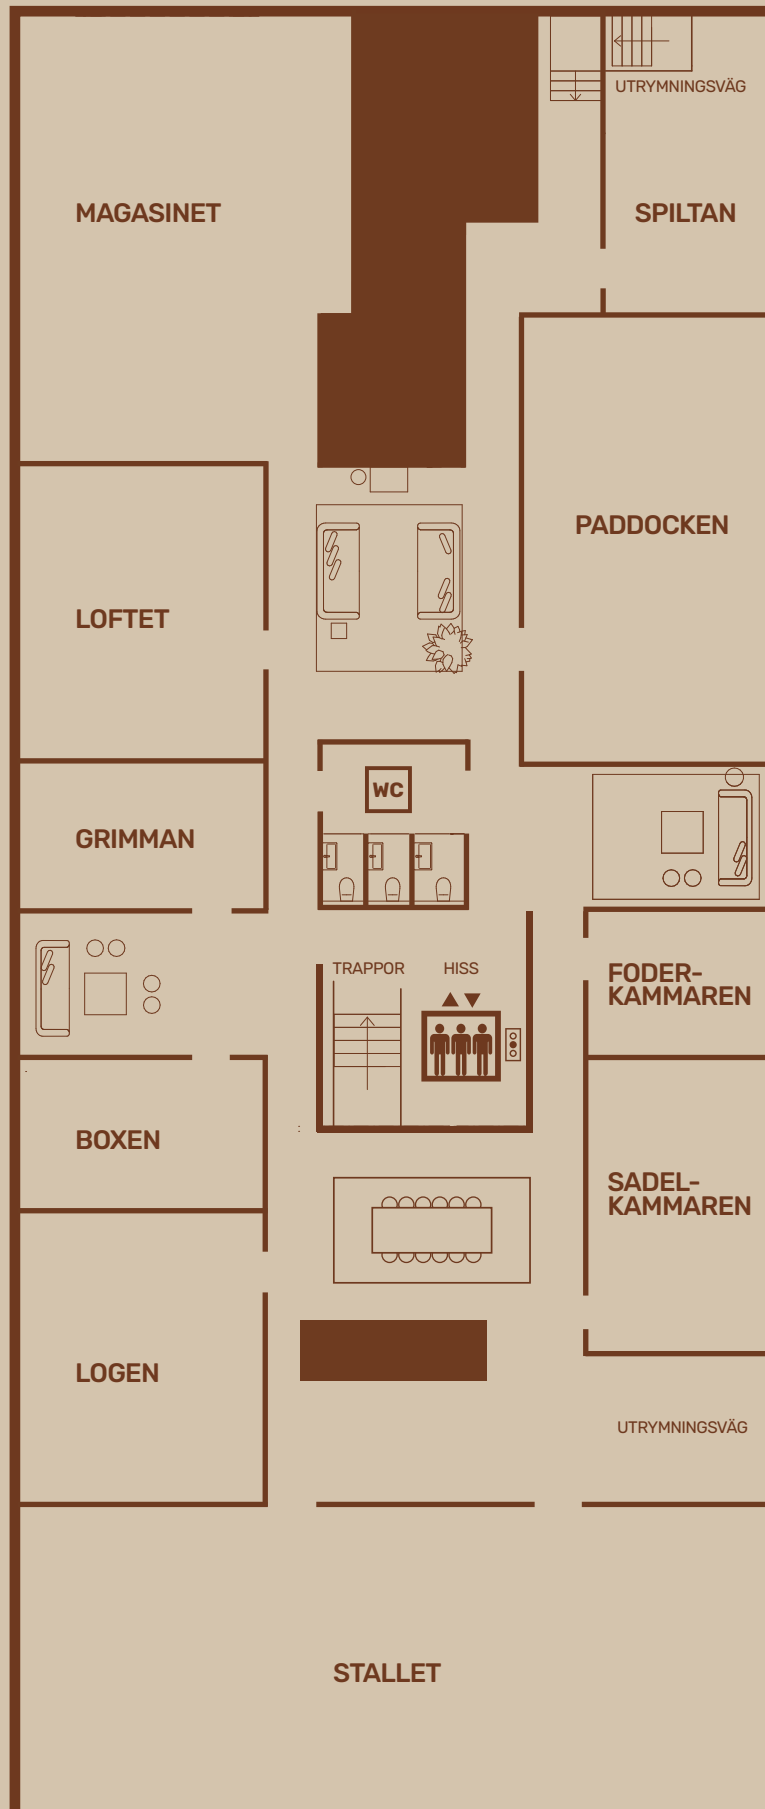 UTRYMNINGSVÄG
MAGASINET
SPILTAN
PADDOCKEN
LOFTET
WC
GRIMMAN
TRAPPOR
HISS
FODER-
KAMMAREN
BOXEN
SADEL-
KAMMAREN
LOGEN
UTRYMNINGSVÄG
STALLET